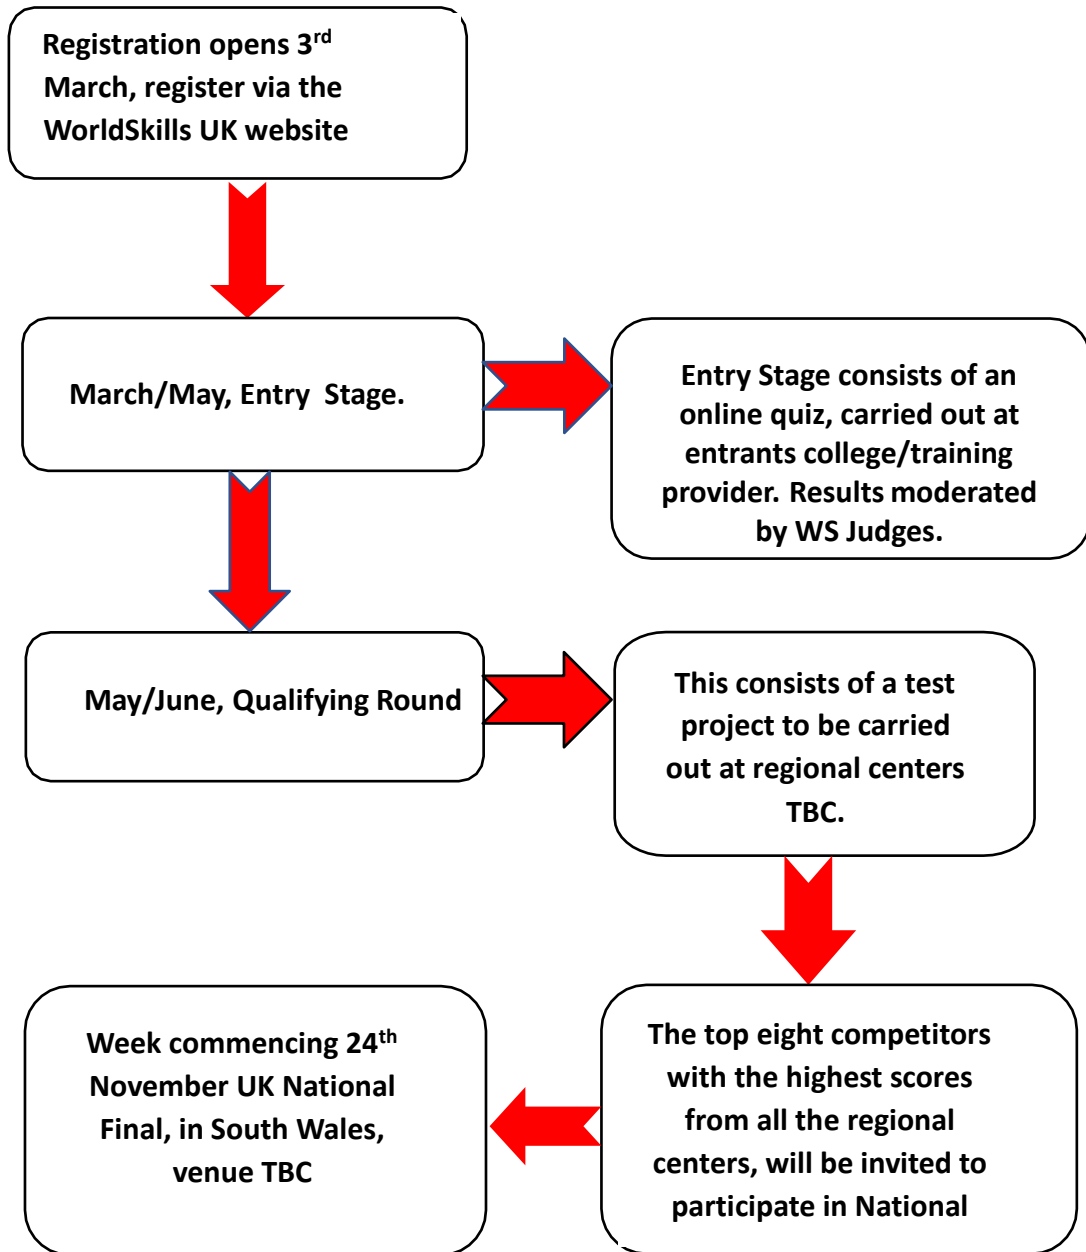 Registration opens 3rd
March, register via the
WorldSkills UK website
March/May, Entry  Stage.
Entry Stage consists of an
online quiz, carried out at
entrants college/training
provider. Results moderated
by WS Judges.
May/June, Qualifying Round
This consists of a test
project to be carried
out at regional centers
TBC.
The top eight competitors
with the highest scores
from all the regional
centers, will be invited to
participate in National
Week commencing 24th
November UK National
Final, in South Wales,
venue TBC